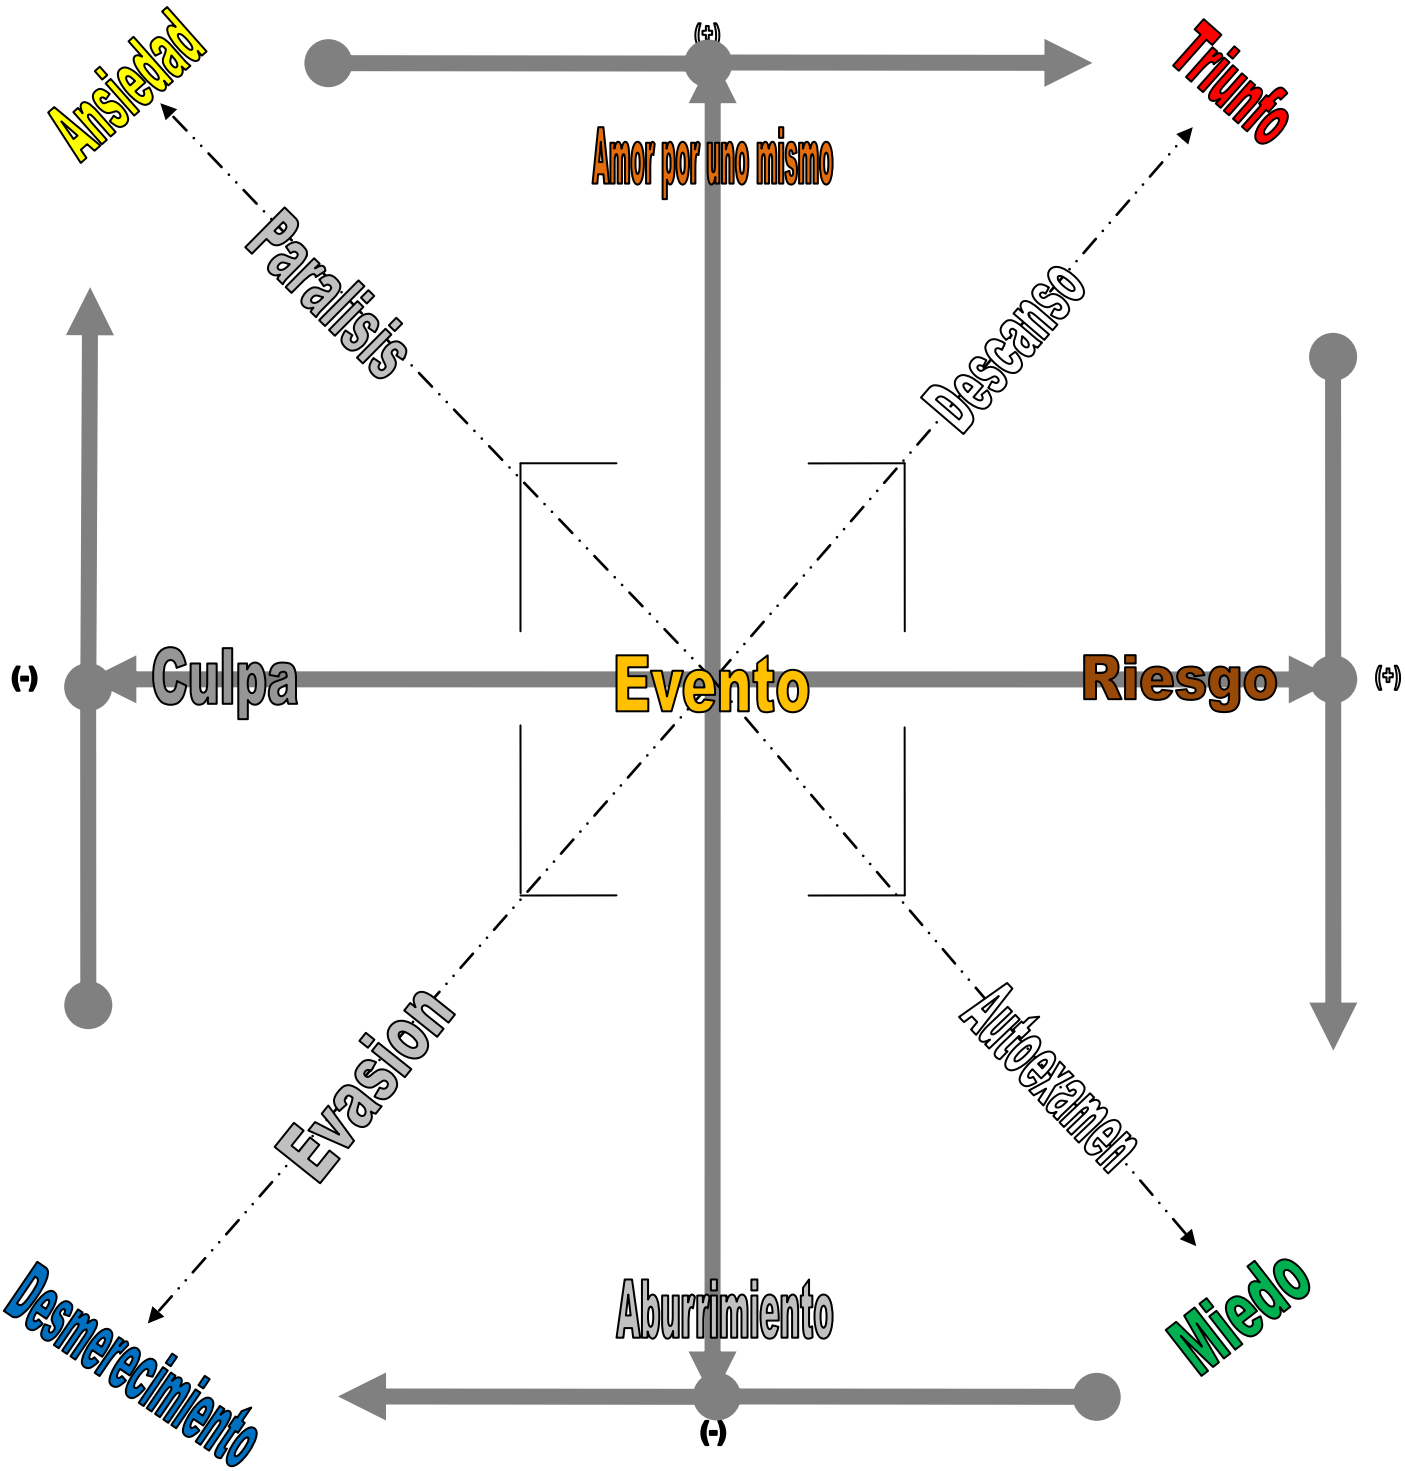 (+)
Ansiedad
Triunfo
Amor por uno mismo
Paralisis
Descanso
(-)
Culpa
Evento
Riesgo
(+)
Evasion
Autoexamen
Desmerecimiento
Aburrimiento
Miedo
(-)